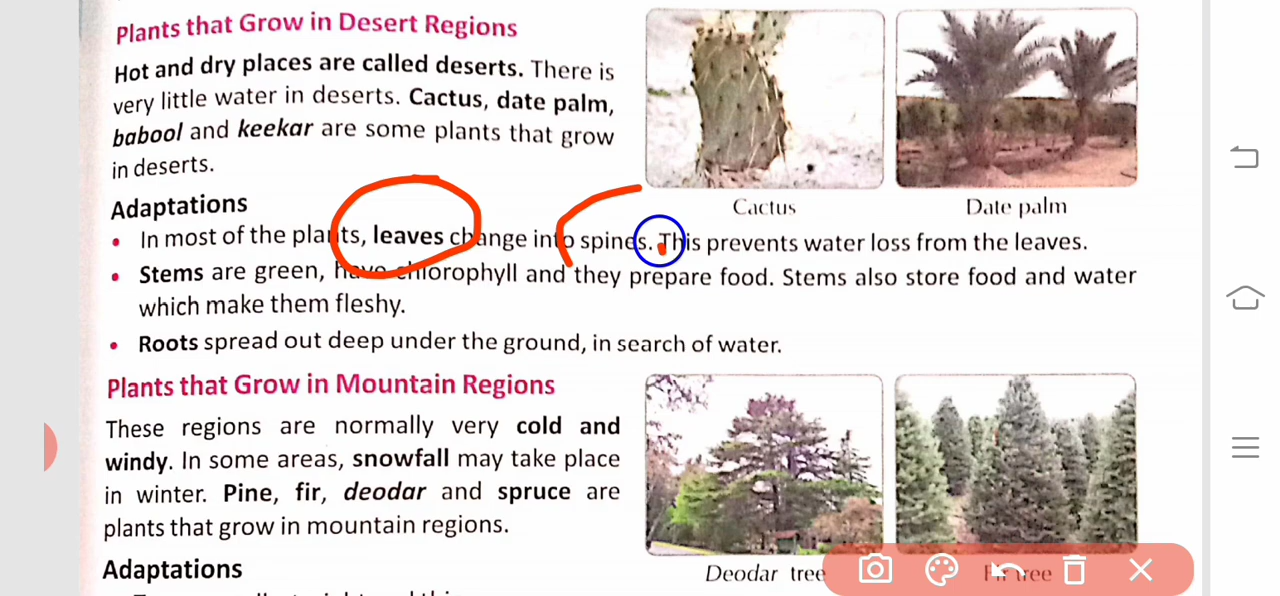 Plants that Grow in Desert Regions
Hot and dry places are called deserts. There is
very little water in deserts. Cactus, date palm,
babool and keekar are some plants that grow
in deserts.
Cactus
Date palm
Adaptations
• In most of the plants, leaves change into spines. This prevents water loss from the leaves.
• Stems are green, have chlorophyll and they prepare food. Stems also store food and water
which make them fleshy.
• Roots spread out deep under the ground, in search of water.
Plants that Grow in Mountain Regions
These regions are normally very cold and
windy. In some areas, snowfall may take place
in winter. Pine, fir, deodar and spruce are
plants that grow in mountain regions.
Deodar tree
Fir tree
Adaptations